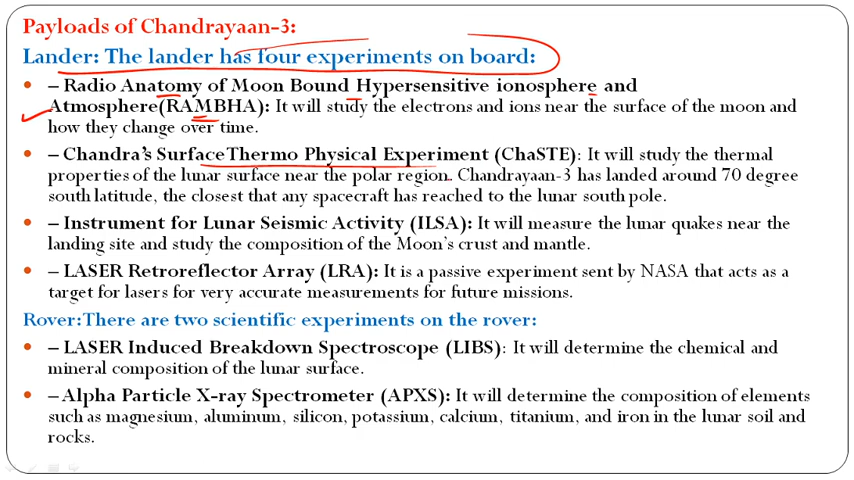 Payloads of Chandrayaan-3:
Lander: The lander has four experiments on board:
• – Radio Anatomy of Moon Bound Hypersensitive ionosphere and
Atmosphere(RAMBHA): It will study the electrons and ions near the surface of the moon and
how they change over time.
• – Chandra's Surface Thermo Physical Experiment (ChaSTE): It will study the thermal
properties of the lunar surface near the polar region. Chandrayaan-3 has landed around 70 degree
south latitude, the closest that any spacecraft has reached to the lunar south pole.
• – Instrument for Lunar Seismic Activity (ILSA): It will measure the lunar quakes near the
landing site and study the composition of the Moon's crust and mantle.
• – LASER Retroreflector Array (LRA): It is a passive experiment sent by NASA that acts as a
target for lasers for very accurate measurements for future missions.
Rover:There are two scientific experiments on the rover:
• – LASER Induced Breakdown Spectroscope (LIBS): It will determine the chemical and
mineral composition of the lunar surface.
• – Alpha Particle X-ray Spectrometer (APXS): It will determine the composition of elements
such as magnesium, aluminum, silicon, potassium, calcium, titanium, and iron in the lunar soil and
rocks.